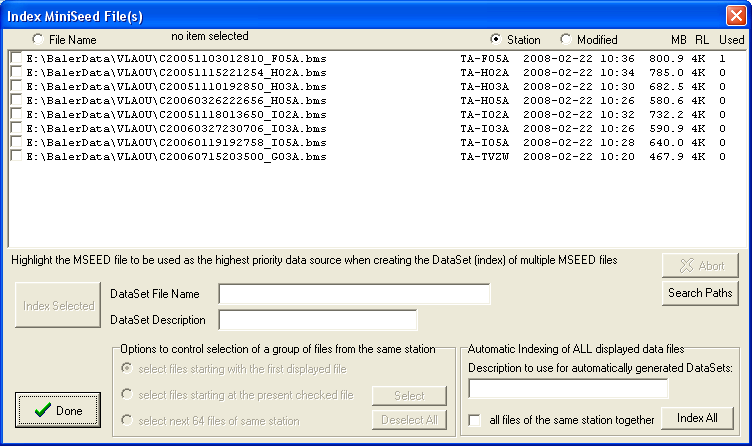 Index MiniSeed File(s)
File Name no item selected Station Modified MB RL Used
E:\BalerData\VLAOU\C20051103012810_F05A.bms TA-F05A 2008-02-22 10:36 800.9 4K 1
E:\BalerData\VLAOU\C20051115221254_H02A.bms TA-H02A 2008-02-22 10:34 785.0 4K 0
E:\BalerData\VLAOU\C20051110192850_H03A.bms TA-H03A 2008-02-22 10:30 682.5 4K 0
E:\BalerData\VLAOU\C20060326222656_H05A.bms TA-H05A 2008-02-22 10:26 580.6 4K 0
E:\BalerData\VLAOU\C20051118013650_I02A.bms TA-I02A 2008-02-22 10:32 732.2 4K 0
E:\BalerData\VLAOU\C20060327230706_I03A.bms TA-I03A 2008-02-22 10:26 590.9 4K 0
E:\BalerData\VLAOU\C20060119192758_I05A.bms TA-I05A 2008-02-22 10:28 640.0 4K 0
E:\BalerData\VLAOU\C20060715203500_G03A.bms TA-TVZW 2008-02-22 10:20 467.9 4K 0
Highlight the MSEED file to be used as the highest priority data source when creating the DataSet (index) of multiple MSEED files
Abort
Index Selected
DataSet File Name
Search Paths
DataSet Description
Options to control selection of a group of files from the same station
select files starting with the first displayed file
select files starting at the present checked file
Select
select next 64 files of same station
Deselect All
Automatic Indexing of ALL displayed data files
Description to use for automatically generated DataSets:
all files of the same station together
Index All
Done